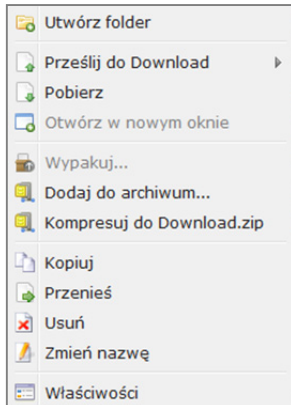 Utwórz folder
Prześlij do Download
Pobierz
Otwórz w nowym oknie
Wypakuj...
Dodaj do archiwum...
Kompresuj do Download.zip
Kopiuj
Przenieś
Usuń
Zmień nazwę
Właściwości